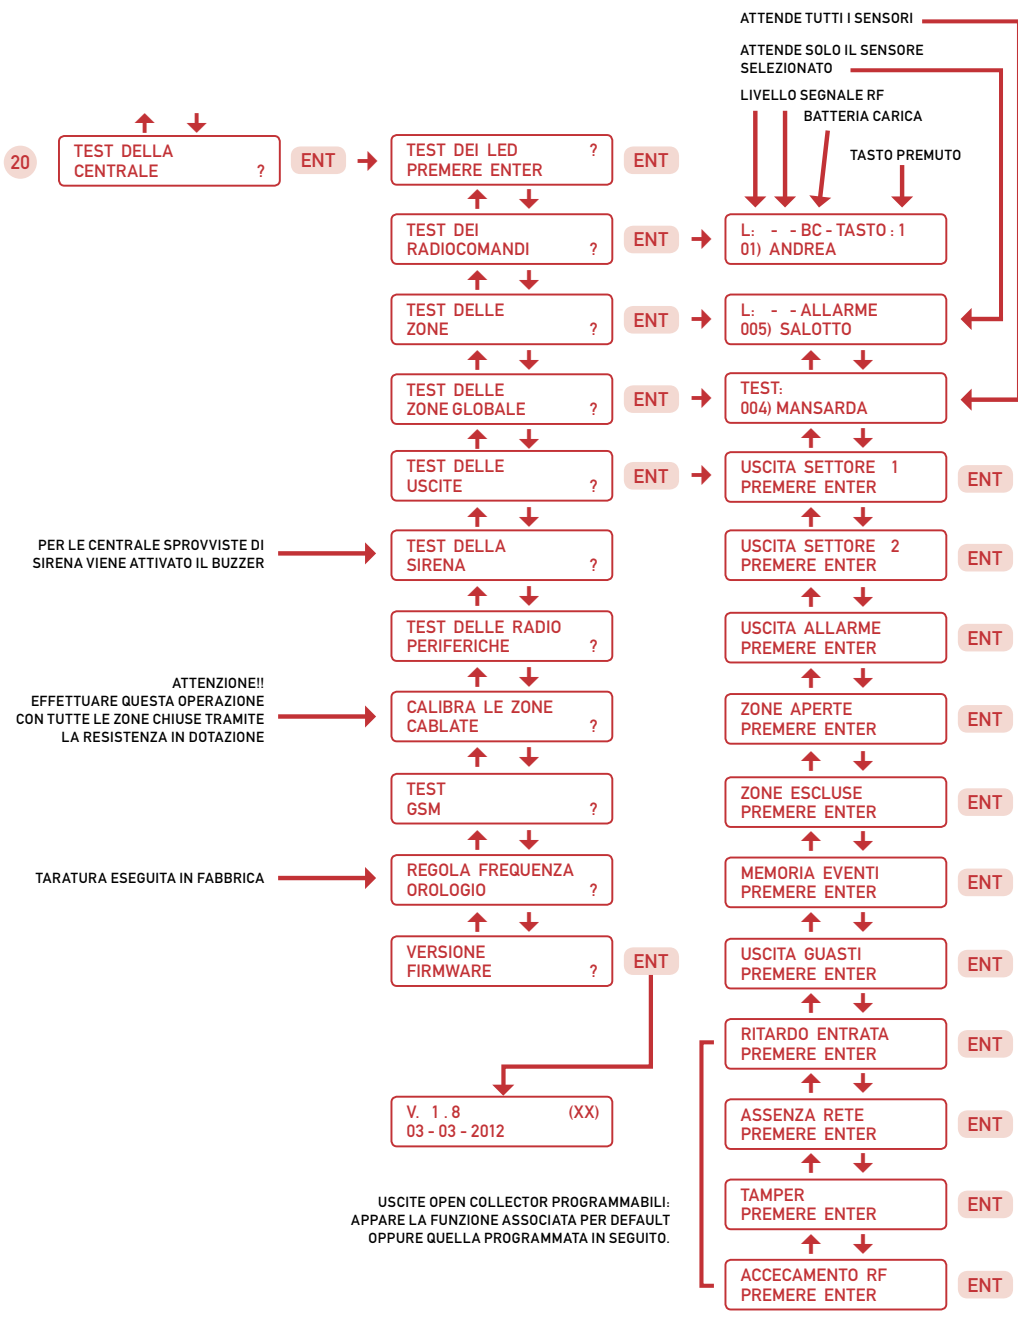 ATTENDE TUTTI I SENSORI
ATTENDE SOLO IL SENSORE
SELEZIONATO
LIVELLO SEGNALE RF
BATTERIA CARICA
TASTO PREMUTO
20
TEST DELLA
CENTRALE ?
ENT
TEST DEI LED ?
PREMERE ENTER
ENT
TEST DEI
RADIOCOMANDI ?
ENT
L: - - BC - TASTO : 1
01) ANDREA
TEST DELLE
ZONE ?
ENT
L: - - ALLARME
005) SALOTTO
TEST DELLE
ZONE GLOBALE ?
ENT
TEST:
004) MANSARDA
TEST DELLE
USCITE ?
ENT
USCITA SETTORE 1
PREMERE ENTER
ENT
PER LE CENTRALE SPROVVISTE DI
SIRENA VIENE ATTIVATO IL BUZZER
TEST DELLA
SIRENA ?
USCITA SETTORE 2
PREMERE ENTER
ENT
TEST DELLE RADIO
PERIFERICHE ?
USCITA ALLARME
PREMERE ENTER
ENT
ATTENZIONE!!
EFFETTUARE QUESTA OPERAZIONE
CON TUTTE LE ZONE CHIUSE TRAMITE
LA RESISTENZA IN DOTAZIONE
CALIBRA LE ZONE
CABLATE ?
ZONE APERTE
PREMERE ENTER
ENT
TEST
GSM ?
ZONE ESCLUSE
PREMERE ENTER
ENT
TARATURA ESEGUITA IN FABBRICA
REGOLA FREQUENZA
OROLOGIO ?
MEMORIA EVENTI
PREMERE ENTER
ENT
VERSIONE
FIRMWARE ?
ENT
USCITA GUASTI
PREMERE ENTER
ENT
RITARDO ENTRATA
PREMERE ENTER
ENT
V. 1 . 8 (XX)
03 - 03 - 2012
ASSENZA RETE
PREMERE ENTER
ENT
USCITE OPEN COLLECTOR PROGRAMMABILI:
APPARE LA FUNZIONE ASSOCIATA PER DEFAULT
OPPURE QUELLA PROGRAMMATA IN SEGUITO.
TAMPER
PREMERE ENTER
ENT
ACCECAMENTO RF
PREMERE ENTER
ENT